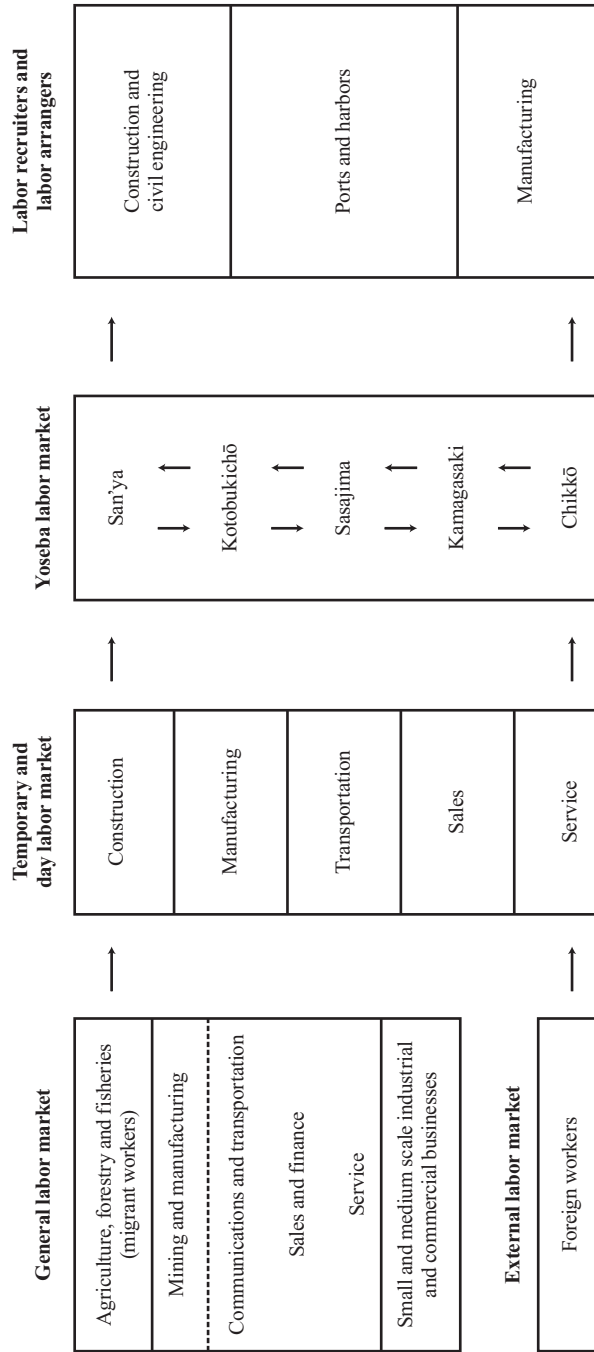 General labor market
Agriculture, forestry and fisheries
(migrant workers)
Mining and manufacturing
Communications and transportation
Sales and finance
Service
Small and medium scale industrial
and commercial businesses
External labor market
Foreign workers
Temporary and
day labor market
Construction
Manufacturing
Transportation
Sales
Service
Yoseba labor market
San’ya
Kotobukichō
Sasajima
Kamagasaki
Chikkō
Labor recruiters and
labor arrangers
Construction and
civil engineering
Ports and harbors
Manufacturing